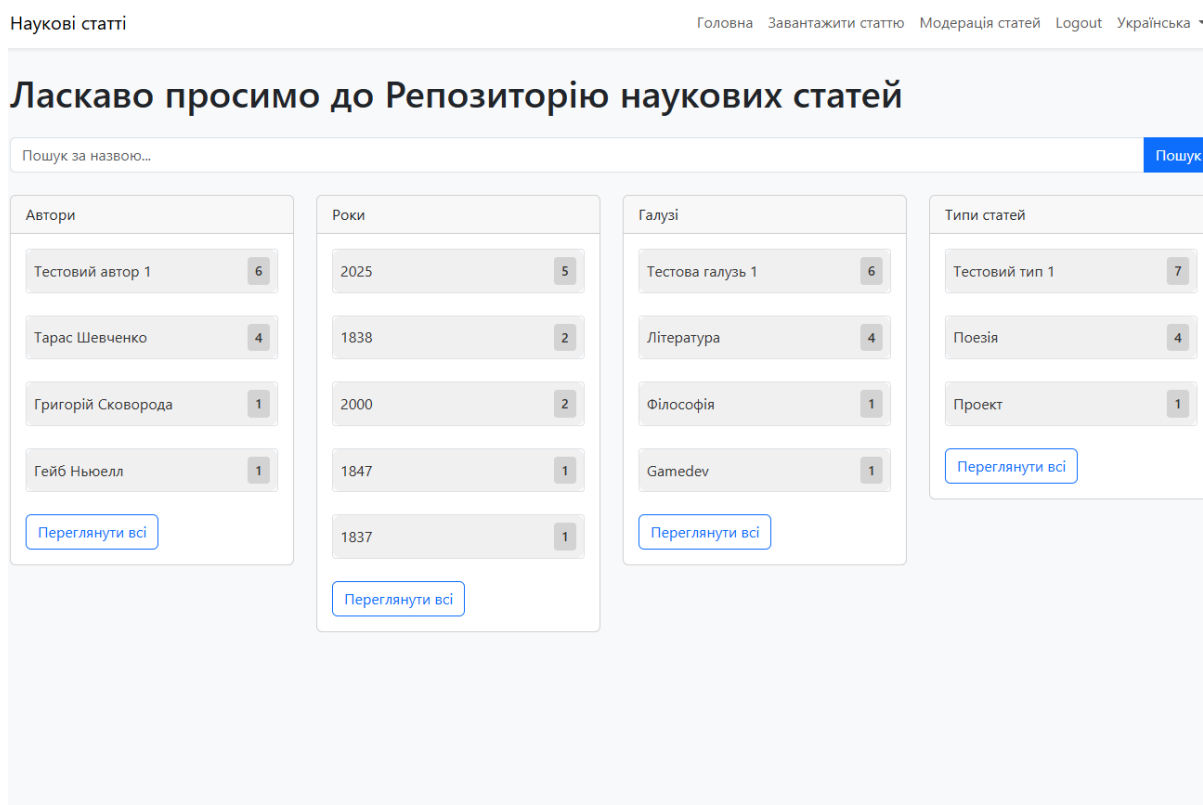 Наукові статті
Головна Завантажити статтю Модерація статей Logout Українська
Ласкаво просимо до Репозиторію наукових статей
Пошук за назвою... Пошук
Автори
Тестовий автор 1 6
Тарас Шевченко 4
Григорій Сковорода 1
Гейб Ньюелл 1
Переглянути всі
Роки
2025 5
1838 2
2000 2
1847 1
1837 1
Переглянути всі
Галузі
Тестова галузь 1 6
Література 4
Філософія 1
Gamedev 1
Переглянути всі
Типи статей
Тестовий тип 1 7
Поезія 4
Проект 1
Переглянути всі